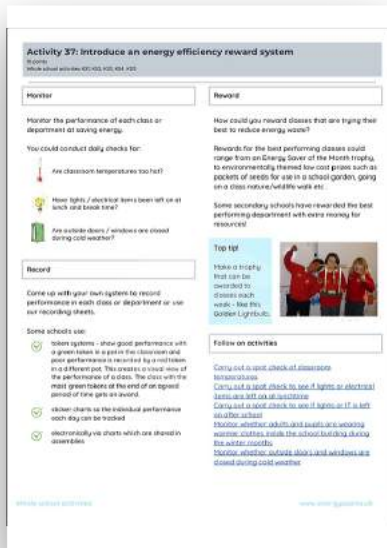 Activity 37: Introduce an energy efficiency reward system
10 points
Whole school activities
Monitor
Monitor the performance of each class or
department at saving energy.
You could conduct daily checks for:
Are classroom temperatures too hot?
Have lights / electrical items been left on at
lunch and break time?
Are outside doors / windows are closed
during cold weather?
Record
Come up with your own system to record
performance in each class or department or use
our recording sheets.
Some schools use:
token systems - show good performance with
a green token in a pot in the classroom and
poor performance is recorded by a red token
in a different pot. This creates a visual view of
the performance of a class. The class with the
most green tokens at the end of an agreed
period of time gets an award.
sticker charts so the individual performance
each day can be tracked
electronically via charts which are shared in
assemblies
Reward
How could you reward classes that are trying their
best to reduce energy waste?
Rewards for the best performing classes could
range from an Energy Saver of the Month trophy,
to environmentally themed low cost prizes such as
packets of seeds for use in a school garden, going
on a class nature/wildlife walk etc.
Some secondary schools have rewarded the best
performing department with extra money for
resources!
Top tip!
Make a trophy
that can be
awarded to
classes each
week - like this
Golden Lightbulb.
Follow on activities
Carry out a spot check of classroom
temperatures
Carry out a spot check to see if lights or electrical
items are left on at lunchtime
Carry out a spot check to see if lights or IT is left
on after school
Monitor whether adults and pupils are wearing
warmer clothes inside the school building during
the winter months
Monitor whether outside doors and windows are
closed during cold weather
Whole school activities
www.energysparks.uk